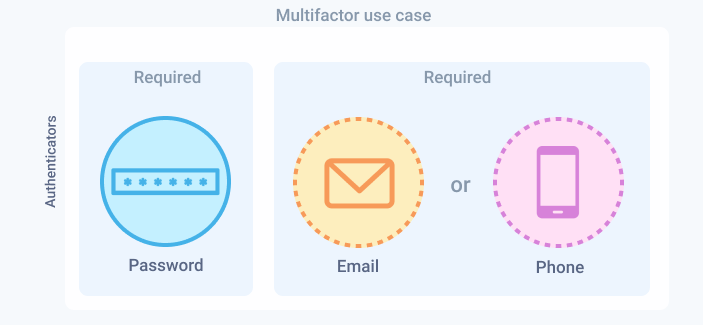 Multifactor use case
Required
Required
Authenticators
******
or
Password
Email
Phone